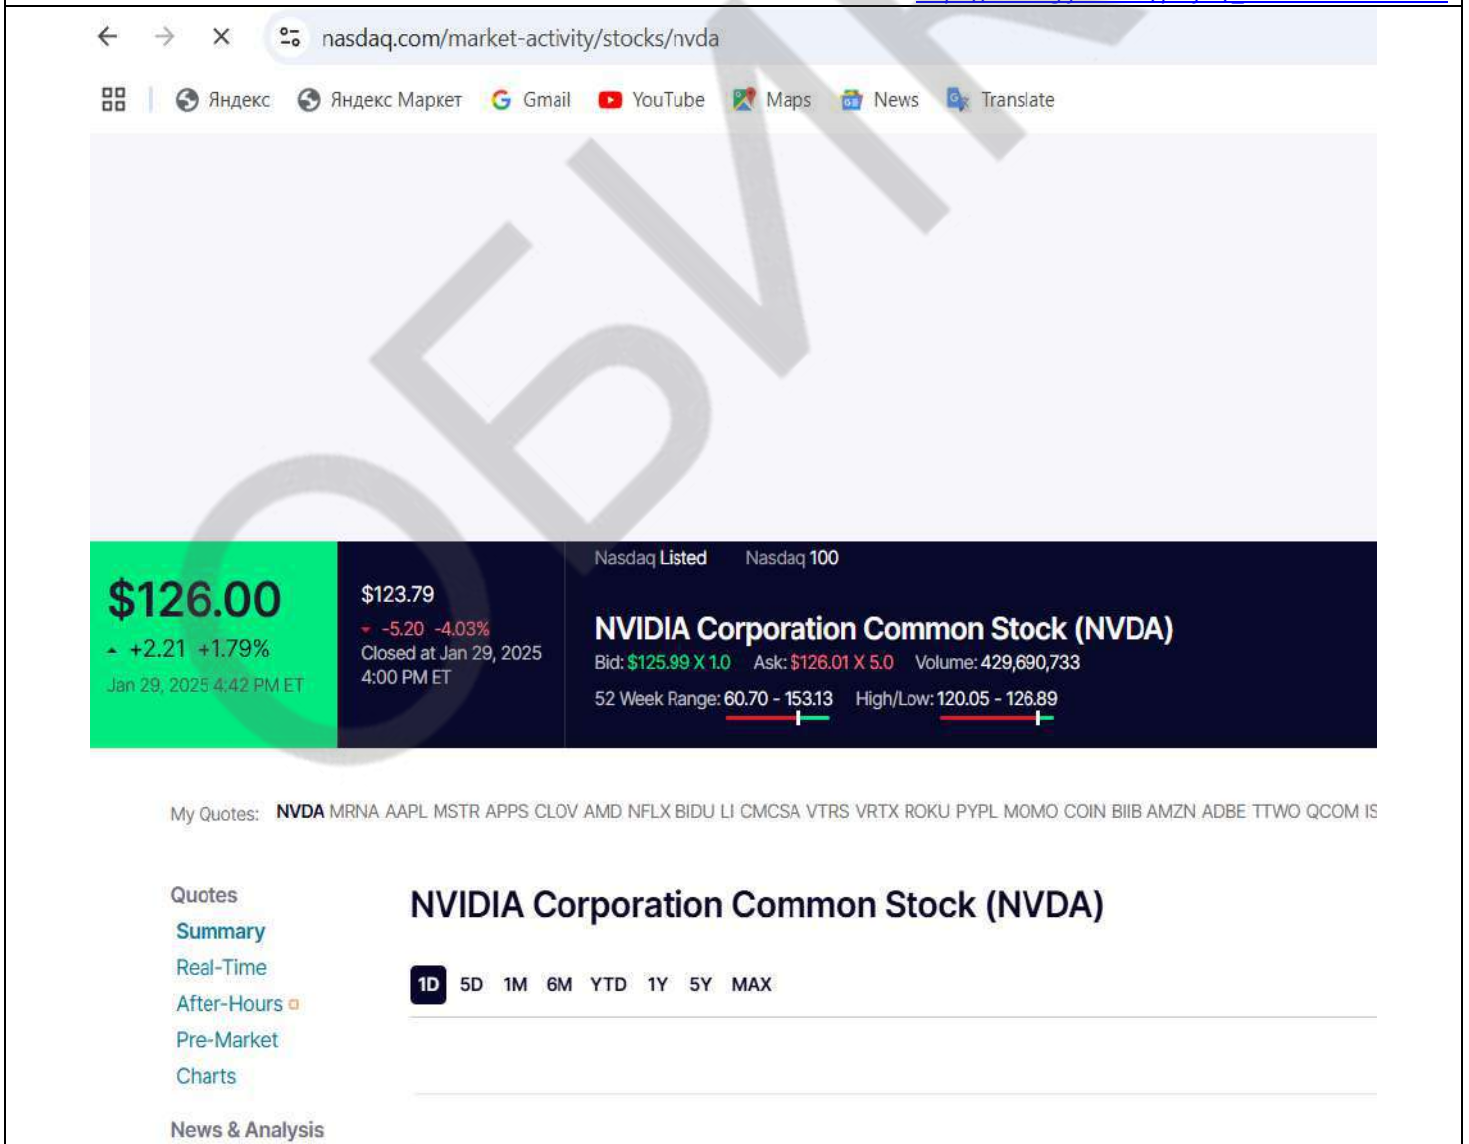 nasdaq.com/market-activity/stocks/nvda
Яндекс Яндекс Маркет Gmail YouTube Maps News Translate
ОБИ
Nasdaq Listed Nasdaq 100
$126.00
$123.79
-5.20 -4.03%
NVIDIA Corporation Common Stock (NVDA)
+2.21 +1.79%
Closed at Jan 29, 2025
Bid: $125.99 X 1.0 Ask: $126.01 X 5.0 Volume: 429,690,733
Jan 29, 2025 4:42 PM ET
4:00 PM ET
52 Week Range: 60.70 - 153.13 High/Low: 120.05 - 126.89
My Quotes: NVDA MRNA AAPL MSTR APPS CLOV AMD NFLX BIDU LI CMCSA VTRS VRTX ROKU PYPL MOMO COIN BIIB AMZN ADBE TTWO QCOM IS
Quotes
NVIDIA Corporation Common Stock (NVDA)
Summary
Real-Time
1D 5D 1M 6M YTD 1Y 5Y MAX
After-Hours
Pre-Market
Charts
News & Analysis